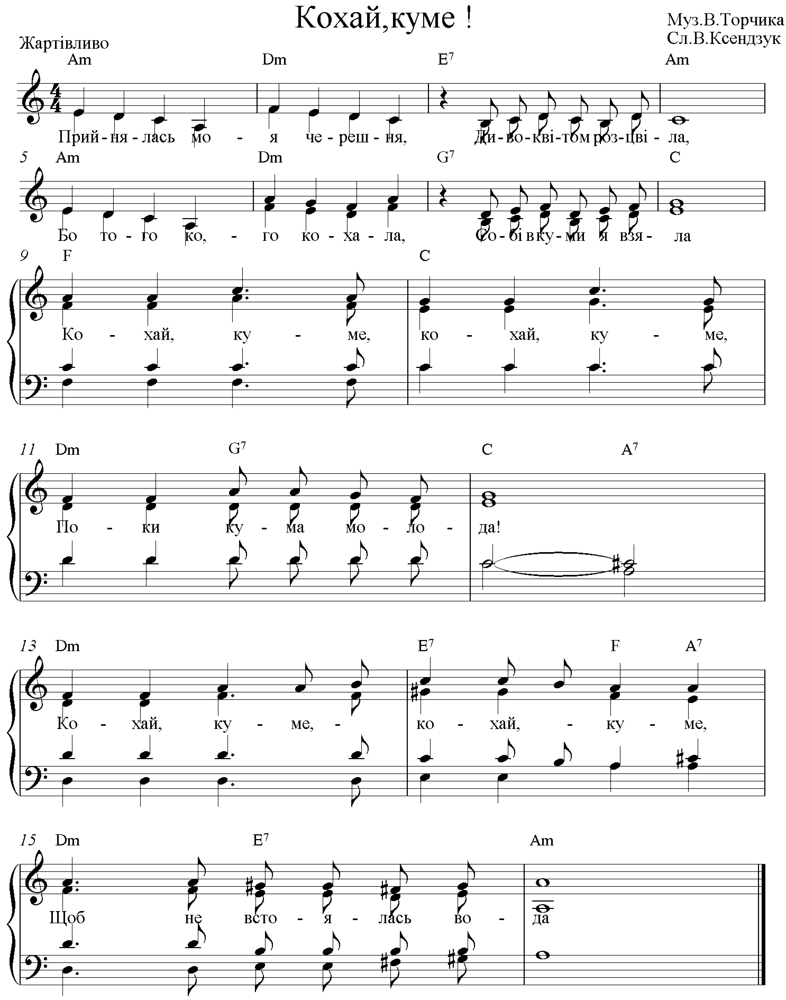 Кохай,куме !
Муз.В.Торчика
Сл.В.Ксендзук
Жартівливо
Am Dm E7 Am
4
4
Прий-ня-лась мо - я че-реш-ня, Ди-во-кві-том роз-цві - ла,
5 Am Dm G7 C
Бо то-го ко, - го ко-ха-ла, Со-бі в ку-ми я взя- ла
9 F C
Ко - хай, ку - ме, ко - хай, ку - ме,
11 Dm G7 C A7
По - ки ку - ма мо - ло - да!
13 Dm E7 F A7
Ко - хай, ку - ме, - ко - хай, - ку - ме,
15 Dm E7 Am
Щоб не всто - я - лась во - да